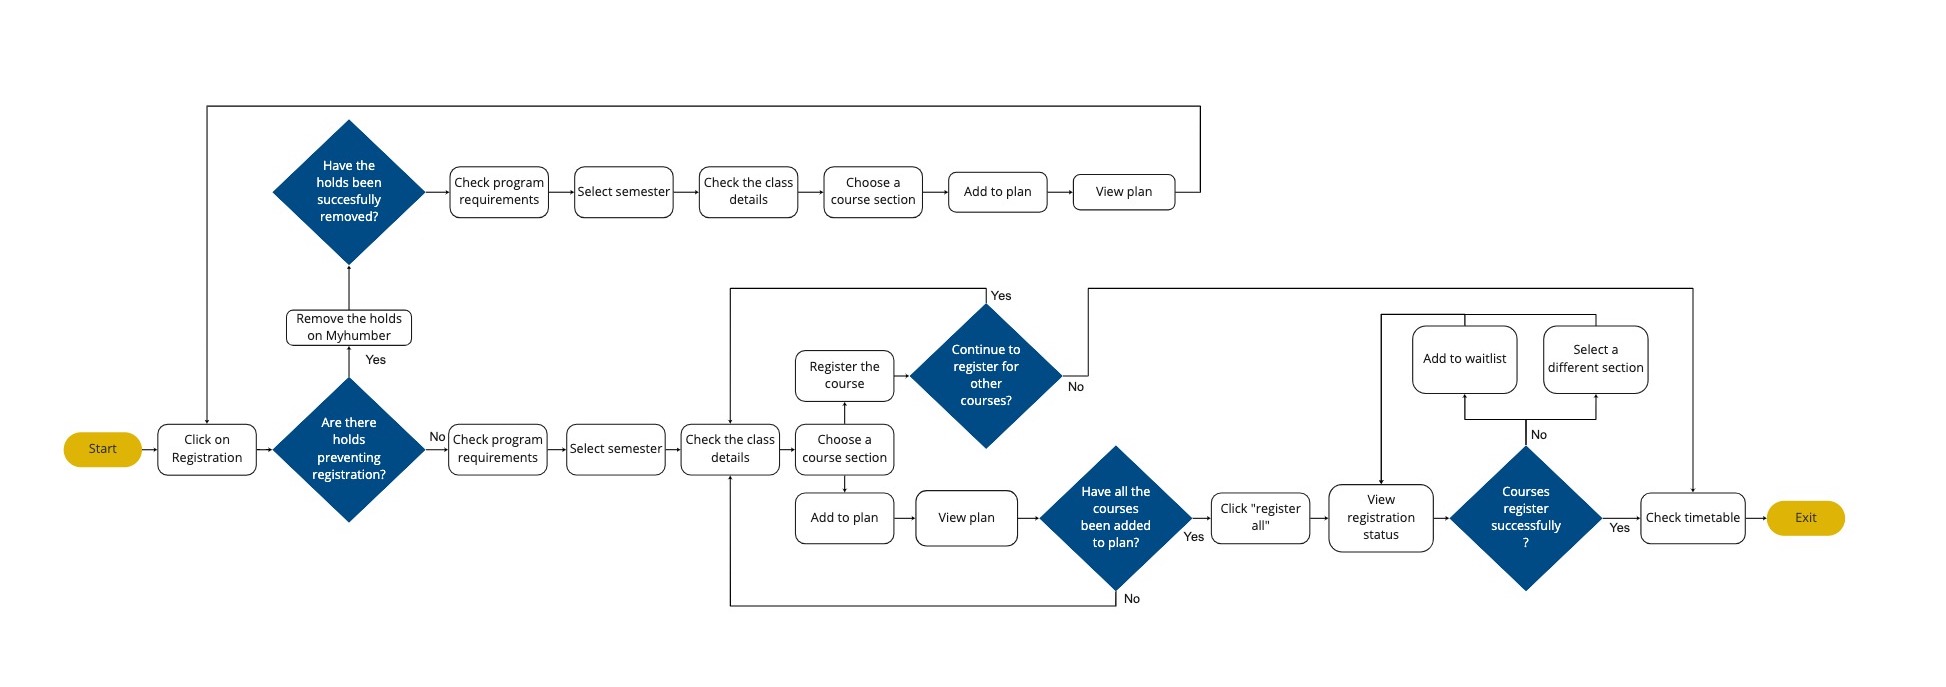 Have the
holds been
succesfully
removed?
Check program
requirements
Select semester
Check the class
details
Choose a
course section
Add to plan
View plan
Remove the holds
on Myhumber
Yes
Start
Click on
Registration
Are there
holds
preventing
registration?
No
Check program
requirements
Select semester
Check the class
details
Choose a
course section
Register the
course
Yes
Continue to
register for
other
courses?
No
Add to plan
View plan
Have all the
courses
been added
to plan?
No
Yes
Click "register
all"
View
registration
status
Add to waitlist
Select a
different section
No
Courses
register
successfully
?
Yes
Check timetable
Exit